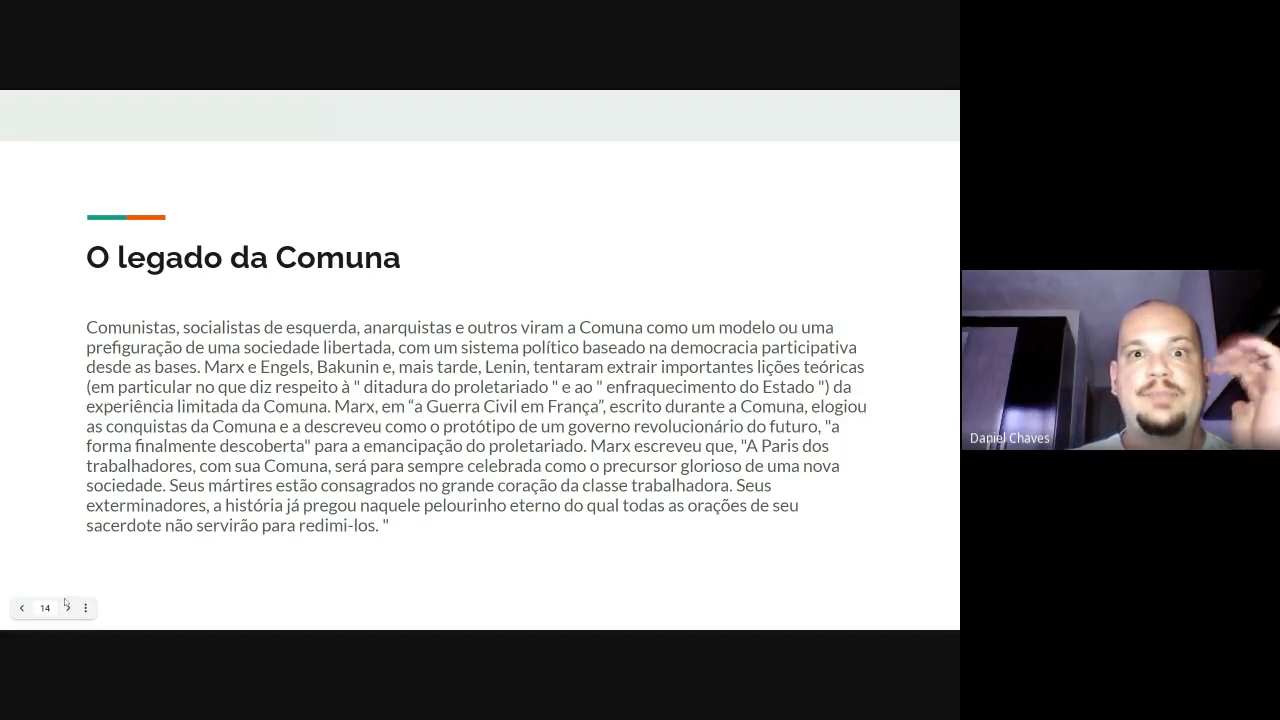 O legado da Comuna
Comunistas, socialistas de esquerda, anarquistas e outros viram a Comuna como um modelo ou uma
prefiguração de uma sociedade libertada, com um sistema político baseado na democracia participativa
desde as bases. Marx e Engels, Bakunin e, mais tarde, Lenin, tentaram extrair importantes lições teóricas
(em particular no que diz respeito à " ditadura do proletariado " e ao " enfraquecimento do Estado ") da
experiência limitada da Comuna. Marx, em “a Guerra Civil em França”, escrito durante a Comuna, elogiou
as conquistas da Comuna e a descreveu como o protótipo de um governo revolucionário do futuro, "a
forma finalmente descoberta" para a emancipação do proletariado. Marx escreveu que, "A Paris dos
trabalhadores, com sua Comuna, será para sempre celebrada como o precursor glorioso de uma nova
sociedade. Seus mártires estão consagrados no grande coração da classe trabalhadora. Seus
exterminadores, a história já pregou naquele pelourinho eterno do qual todas as orações de seu
sacerdote não servirão para redimi-los. "
14
Daniel Chaves